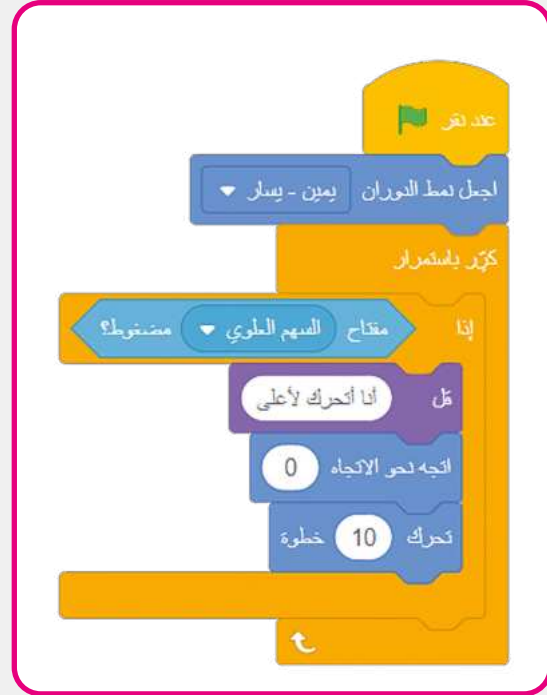 عند نقر
اجعل نمط الدوران يمين - يسار
كرّر باستمرار
إذا مفتاح السهم العلوي مضغوط؟
قل أنا أتحرك لأعلى
اتجه نحو الاتجاه 0
تحرك 10 خطوة